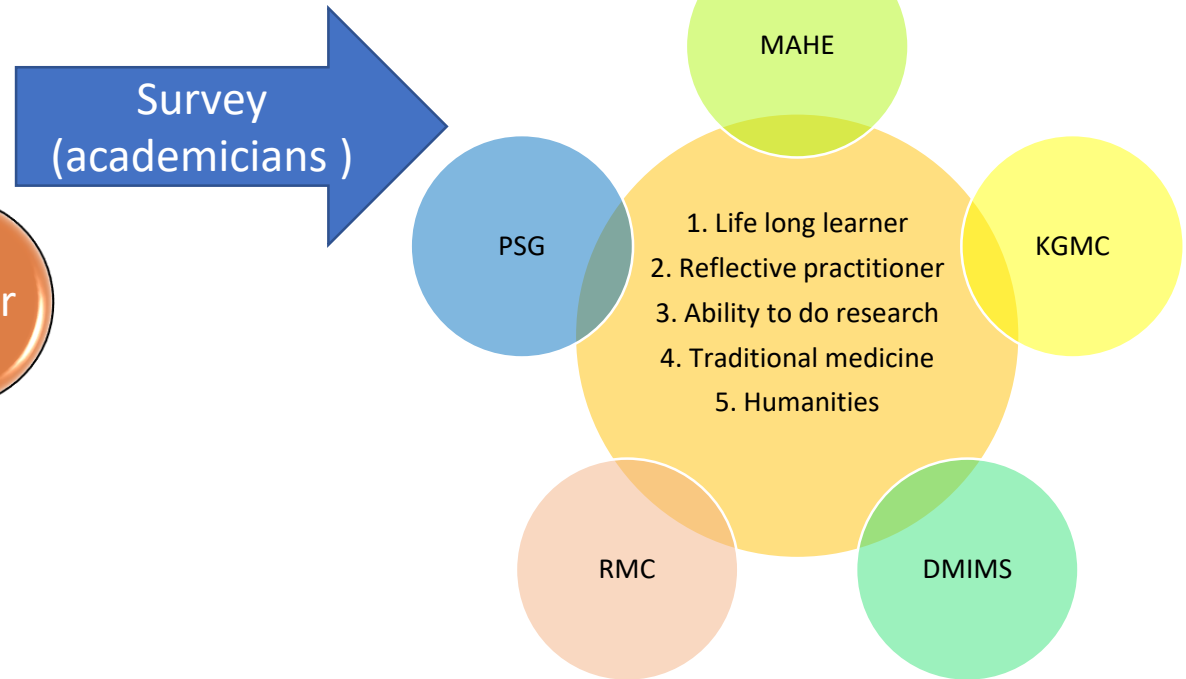 MAHE
Survey
(academicians )
PSG
KGMC
1. Life long learner
2. Reflective practitioner
3. Ability to do research
4. Traditional medicine
5. Humanities
r
RMC
DMIMS